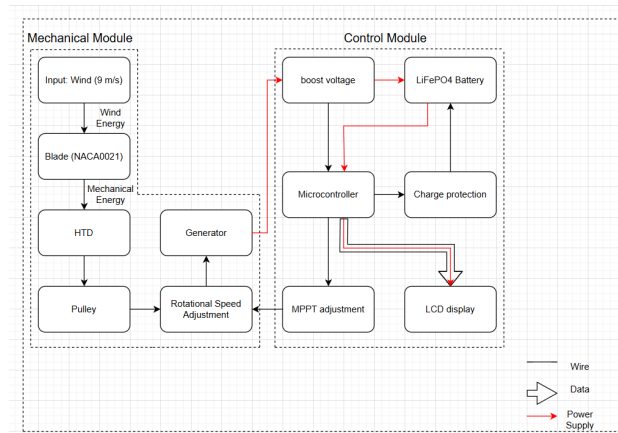 Mechanical Module
Control Module
Input: Wind (9 m/s)
boost voltage
LiFePO4 Battery
Wind
Energy
Blade (NACA0021)
Mechanical
Energy
Microcontroller
Charge protection
HTD
Generator
Pulley
Rotational Speed
Adjustment
MPPT adjustment
LCD display
Wire
Data
Power
Supply